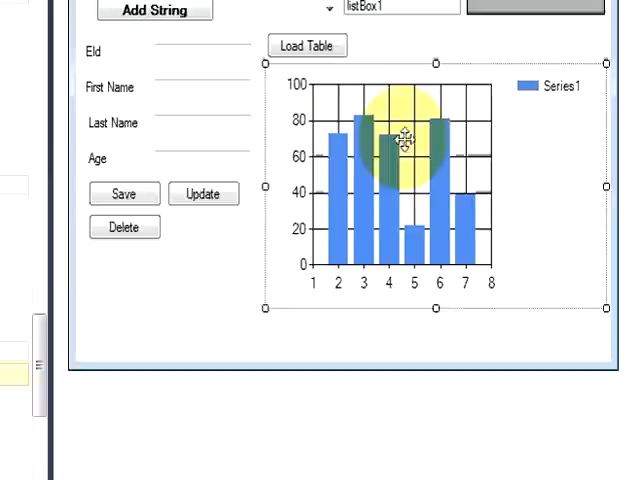 Add String
listBox1
EId
Load Table
First Name
Last Name
Age
Save
Update
Delete
100
80
60
40
20
0
1 2 3 4 5 6 7 8
Series1